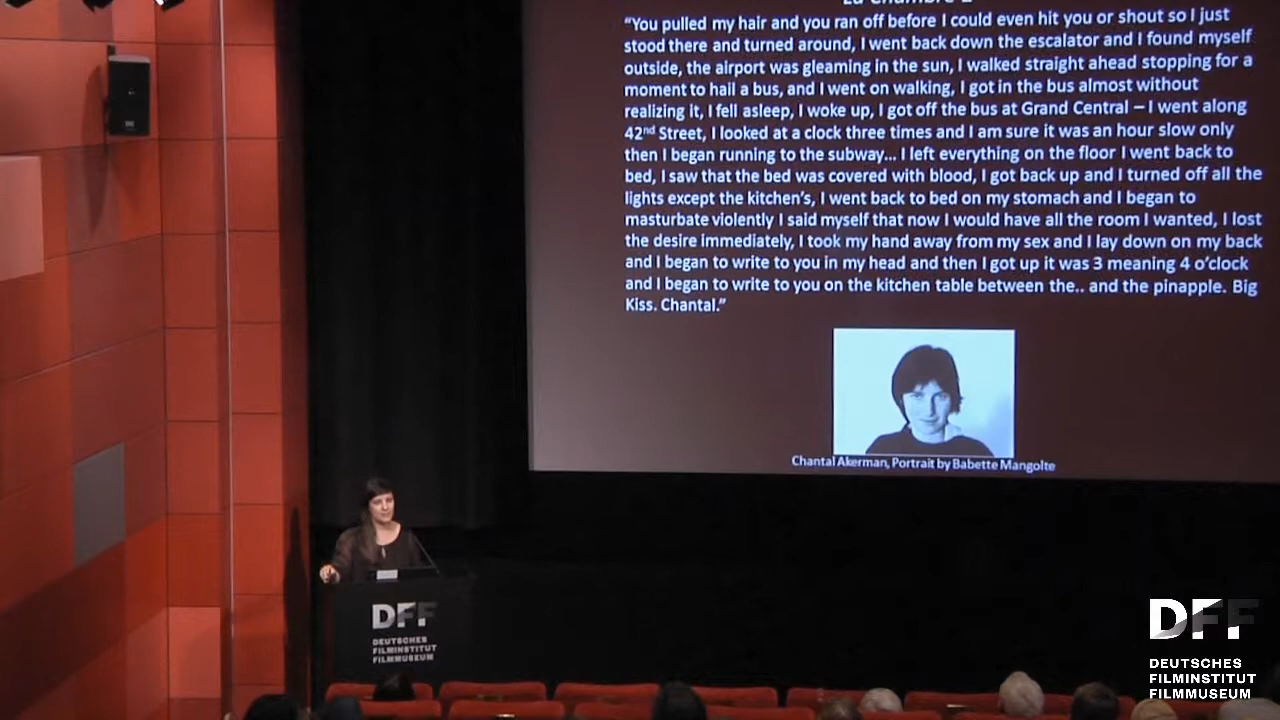 La Chambre 2
“You pulled my hair and you ran off before I could even hit you or shout so I just
stood there and turned around, I went back down the escalator and I found myself
outside, the airport was gleaming in the sun, I walked straight ahead stopping for a
moment to hail a bus, and I went on walking, I got in the bus almost without
realizing it, I fell asleep, I woke up, I got off the bus at Grand Central – I went along
42nd Street, I looked at a clock three times and I am sure it was an hour slow only
then I began running to the subway... I left everything on the floor I went back to
bed, I saw that the bed was covered with blood, I got back up and I turned off all the
lights except the kitchen’s, I went back to bed on my stomach and I began to
masturbate violently I said myself that now I would have all the room I wanted, I lost
the desire immediately, I took my hand away from my sex and I lay down on my back
and I began to write to you in my head and then I got up it was 3 meaning 4 o’clock
and I began to write to you on the kitchen table between the.. and the pinapple. Big
Kiss. Chantal.”
Chantal Akerman, Portrait by Babette Mangolte
DFF
DEUTSCHES
FILMINSTITUT
FILMMUSEUM
DFF
DEUTSCHES
FILMINSTITUT
FILMMUSEUM